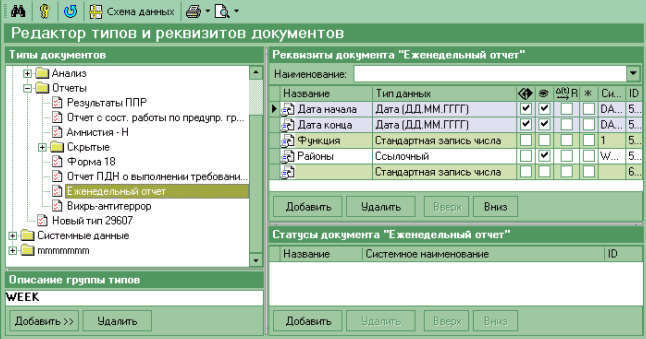 Схема данных
Редактор типов и реквизитов документов
Типы документов
Анализ
Отчеты
Результаты ППР
Отчет с сост. работы по предупр. гр...
Амнистия - Н
Скрытые
Форма 18
Отчет ПДН о выполнении требовани...
Еженедельный отчет
Вихрь-антитеррор
Новый тип 29607
Системные данные
mmmmmmm
Описание группы типов
WEEK
Добавить >> Удалить
Реквизиты документа "Еженедельный отчет"
Наименование:
Название Тип данных Δ(t) R * Си... ID
Дата начала Дата (ДД.ММ.ГГГГ) DA... 5...
Дата конца Дата (ДД.ММ.ГГГГ) DA... 5...
Функция Стандартная запись числа 1 5...
Районы Ссылочный W... 5...
Стандартная запись числа 6...
Добавить Удалить Вверх Вниз
Статусы документа "Еженедельный отчет"
Название Системное наименование ID
Добавить Удалить Вверх Вниз